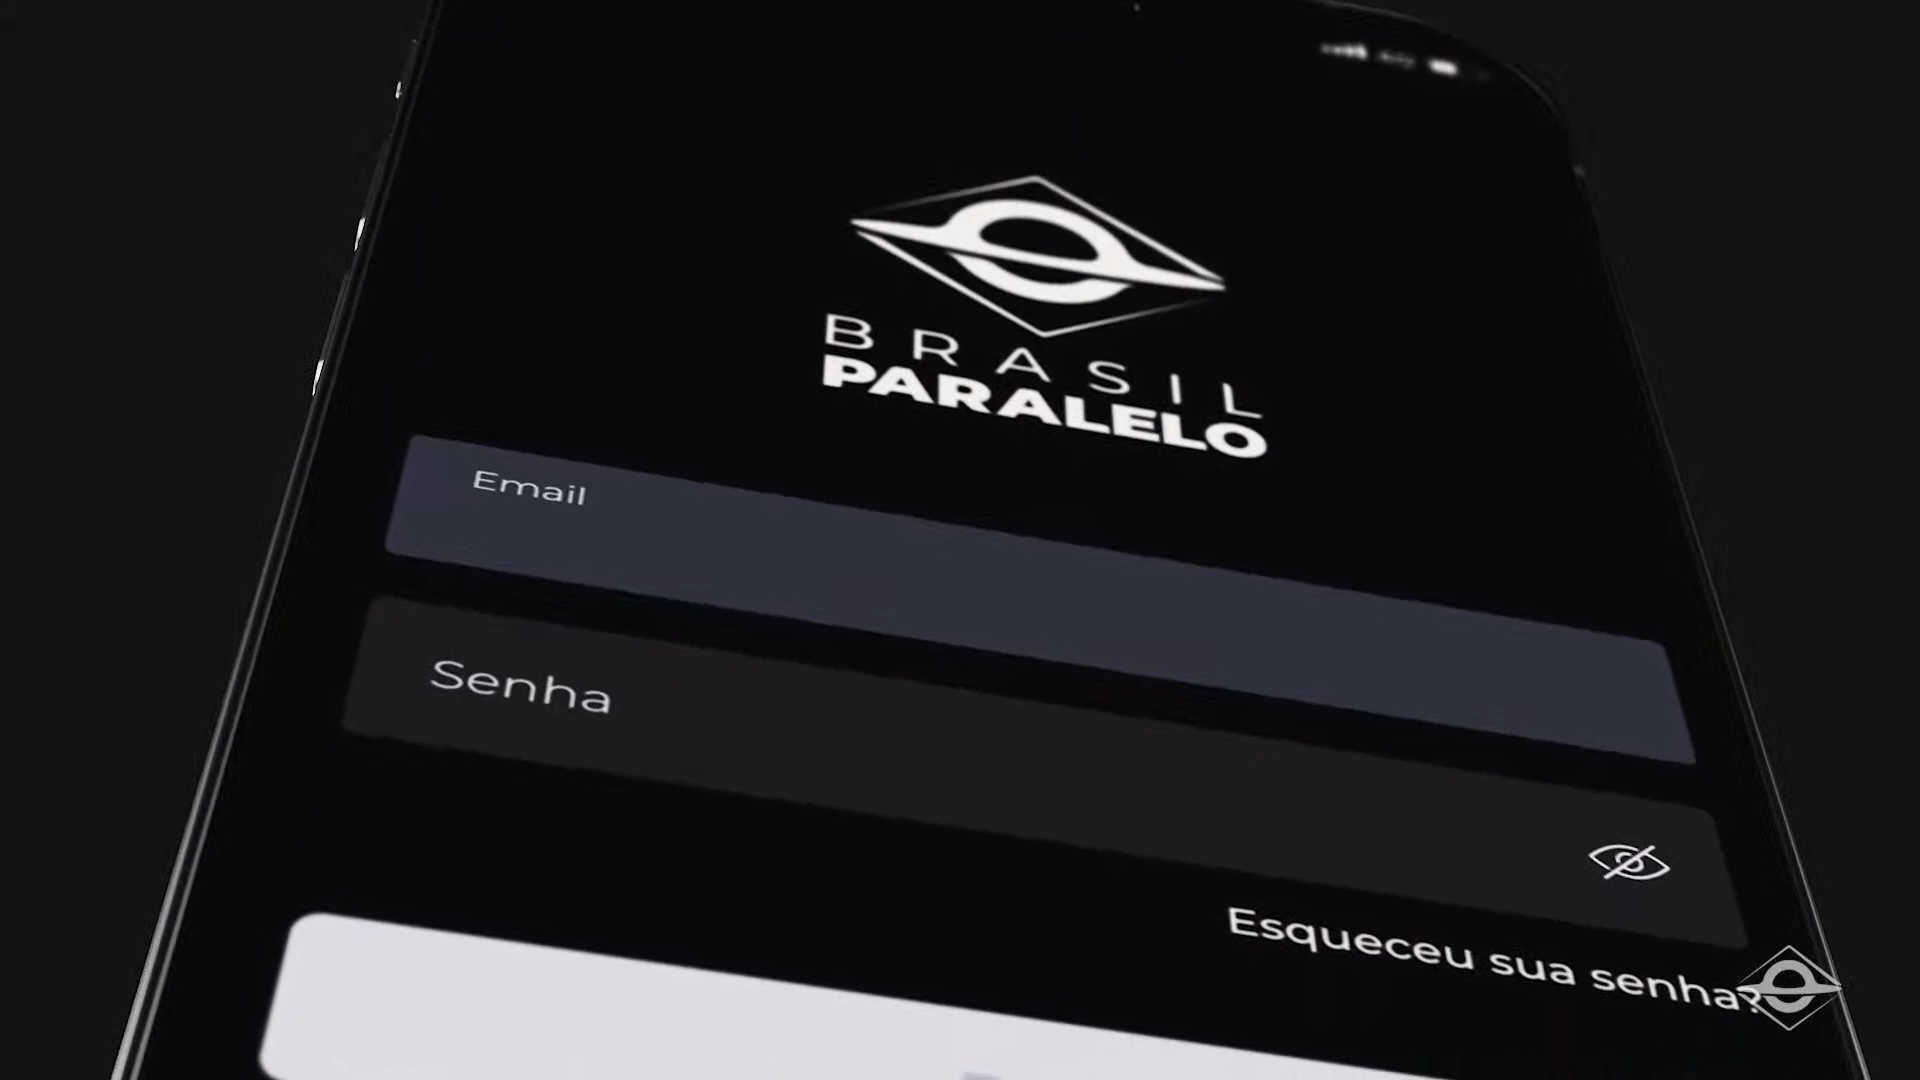 BRASIL
PARALELO
Email
Senha
Esqueceu sua senha?